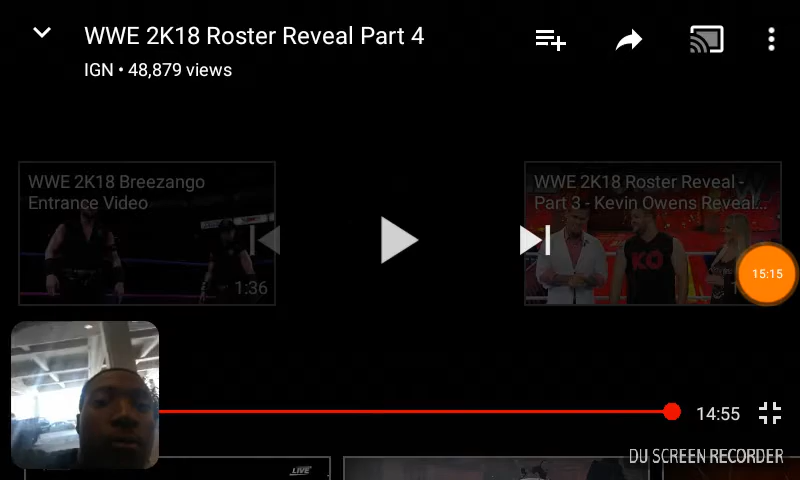 WWE 2K18 Roster Reveal Part 4
IGN • 48,879 views
WWE 2K18 Breezango
Entrance Video
1:36
WWE 2K18 Roster Reveal -
Part 3 - Kevin Owens Reveal...
KO
15:15
14:55
LIVE
DU SCREEN RECORDER